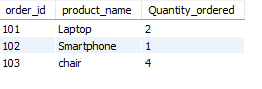 order_id product_name Quantity_ordered
101 Laptop 2
102 Smartphone 1
103 chair 4